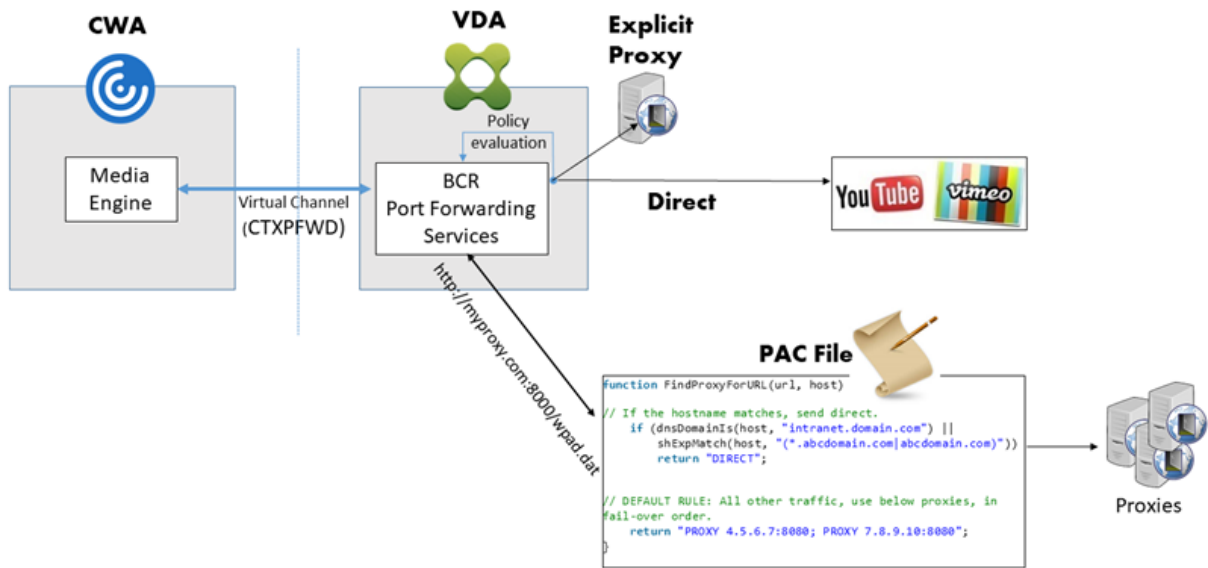 CWA
VDA
Explicit
Proxy
Policy
evaluation
Media
Engine
Virtual Channel
(CTXPFWD)
BCR
Port Forwarding
Services
Direct
YouTube
vimeo
http://myproxy.com:8000/wpad.dat
PAC File
function FindProxyForURL(url, host)
// If the hostname matches, send direct.
if (dnsDomainIs(host, "intranet.domain.com") ||
shExpMatch(host, "(*.abcdomain.com|abcdomain.com)"))
return "DIRECT";
// DEFAULT RULE: All other traffic, use below proxies, in
fail-over order.
return "PROXY 4.5.6.7:8080; PROXY 7.8.9.10:8080";
}
Proxies